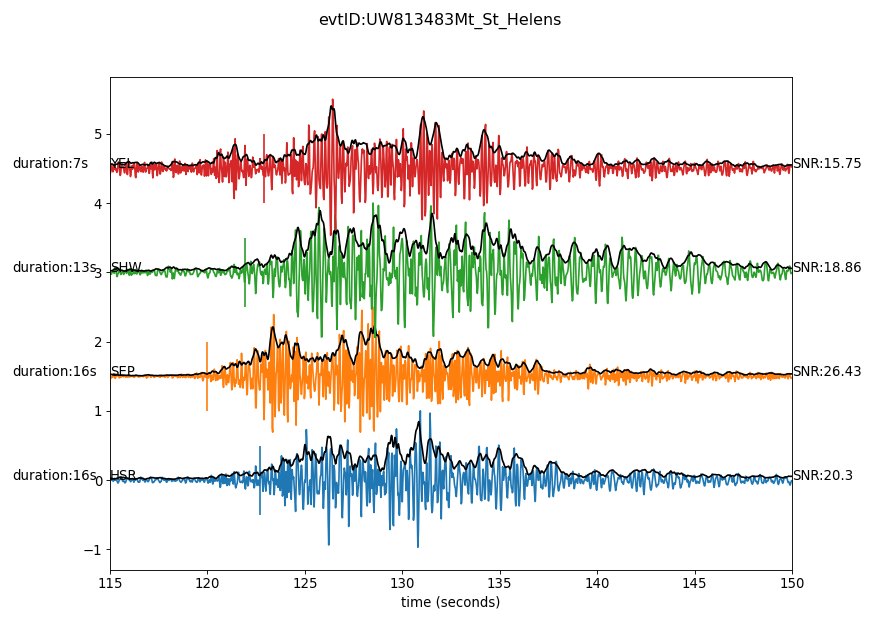 evtID:UW813483Mt_St_Helens
5
duration:7s YEL SNR:15.75
4
duration:13s SHW SNR:18.86
3
2
duration:16s SEP SNR:26.43
1
duration:16s HSR SNR:20.3
0
−1
115 120 125 130 135 140 145 150
time (seconds)